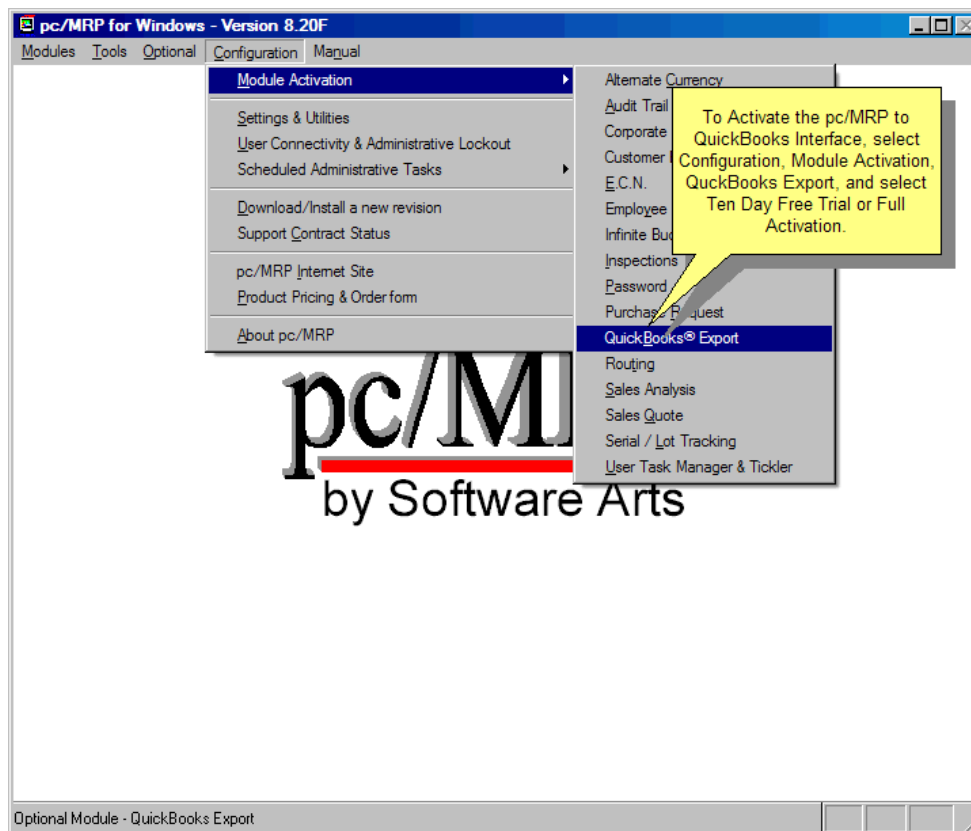 pc/MRP for Windows - Version 8.20F
Modules Tools Optional Configuration Manual
Module Activation
Settings & Utilities
User Connectivity & Administrative Lockout
Scheduled Administrative Tasks
Download/Install a new revision
Support Contract Status
pc/MRP Internet Site
Product Pricing & Order form
About pc/MRP
Alternate Currency
Audit Trail
Corporate
Customer
E.C.N.
Employee
Infinite
Inspections
Password
Purchase Request
QuickBooks® Export
Routing
Sales Analysis
Sales Quote
Serial / Lot Tracking
User Task Manager & Tickler
To Activate the pc/MRP to
QuickBooks Interface, select
Configuration, Module Activation,
QuckBooks Export, and select
Ten Day Free Trial or Full
Activation.
pc/M
by Software Arts
Optional Module - QuickBooks Export